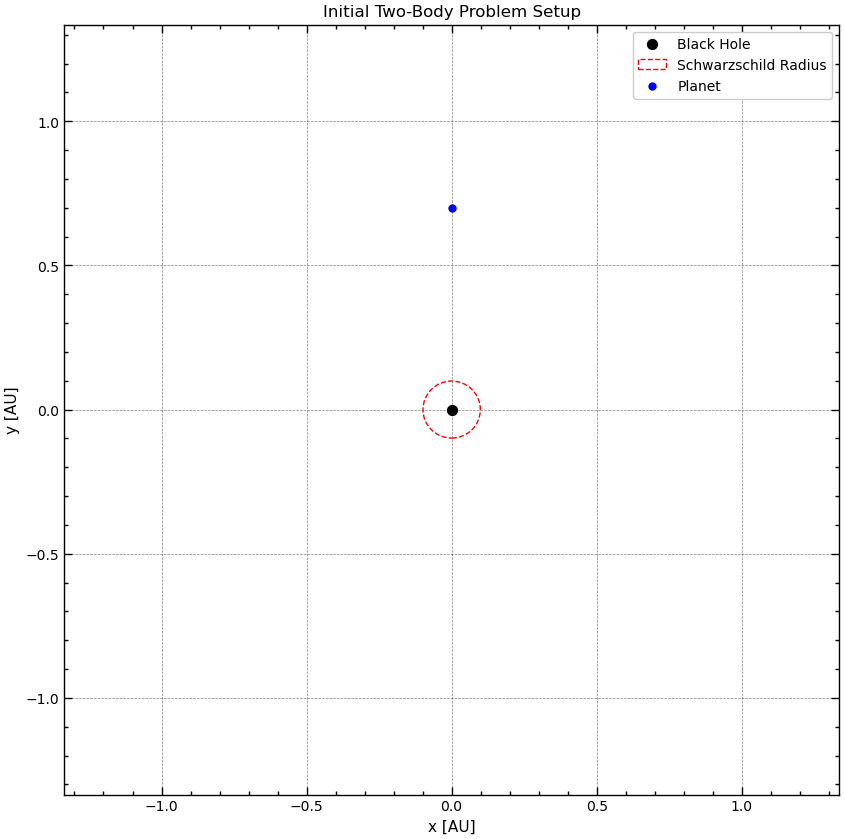 Initial Two-Body Problem Setup
Black Hole
Schwarzschild Radius
Planet
1.0
0.5
0.0
−0.5
−1.0
y [AU]
−1.0
−0.5
0.0
0.5
1.0
x [AU]